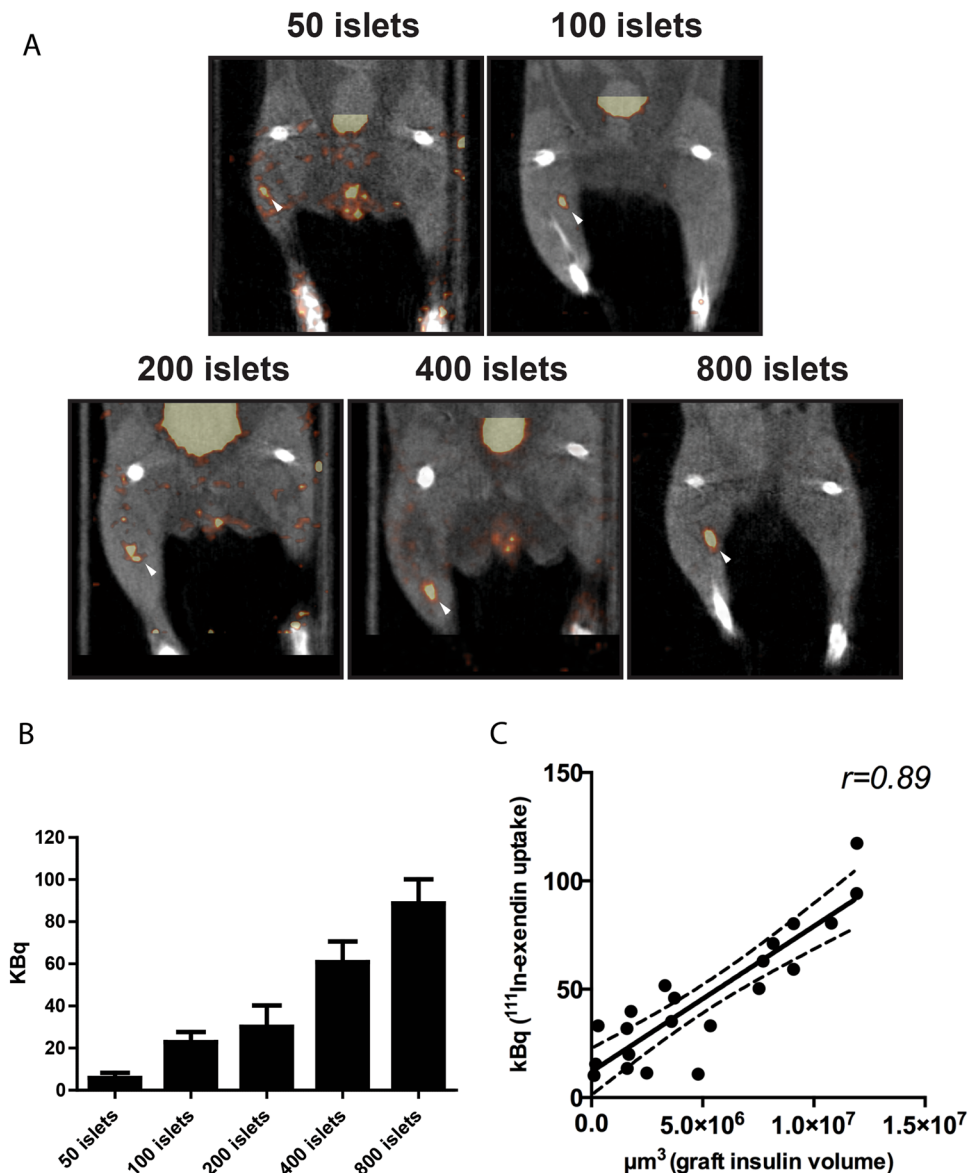 A
50 islets 100 islets
200 islets 400 islets 800 islets
B
KBq
120
100
80
60
40
20
0
50 islets
100 islets
200 islets
400 islets
800 islets
C
r=0.89
kBq (¹¹¹In-exendin uptake)
150
100
50
0
0.0 5.0×10⁶ 1.0×10⁷ 1.5×10⁷
µm³ (graft insulin volume)